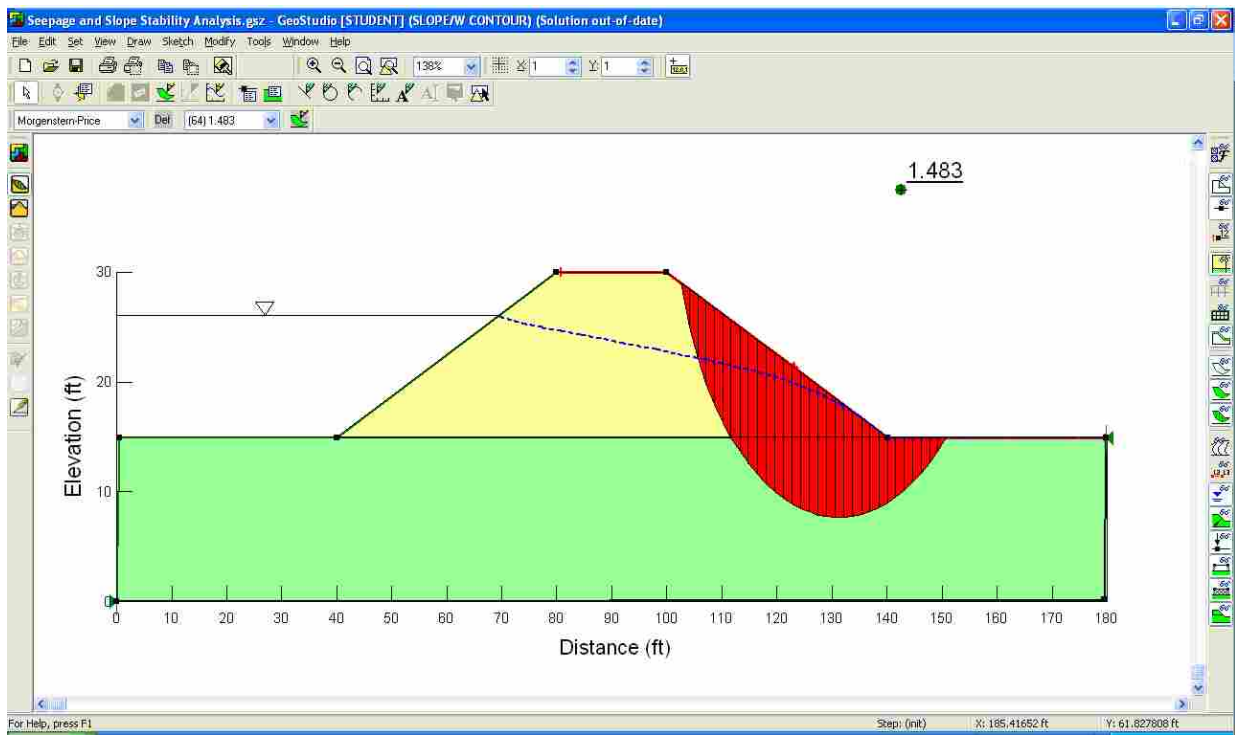 Seepage and Slope Stability Analysis.gsz - GeoStudio [STUDENT] (SLOPE/W CONTOUR) (Solution out-of-date)
File Edit Set View Draw Sketch Modify Tools Window Help
138% 1 Y: 1
Morgenstern-Price Def (64) 1.483
1.483
30
20
10
0
Elevation (ft)
0 10 20 30 40 50 60 70 80 90 100 110 120 130 140 150 160 170 180
Distance (ft)
For Help, press F1 Step: (init) X: 185.41652 ft Y: 61.827808 ft